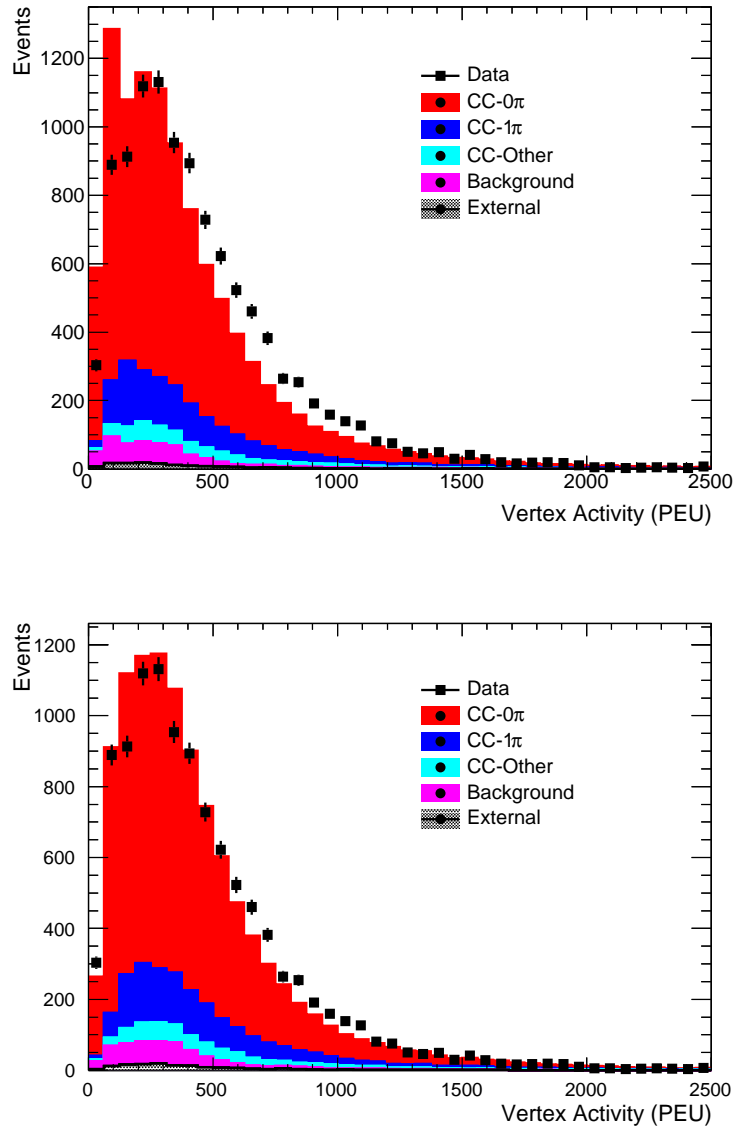 Events
1200
1000
800
600
400
200
0
Data
CC-0π
CC-1π
CC-Other
Background
External
0 500 1000 1500 2000 2500
Vertex Activity (PEU)
Events
1200
1000
800
600
400
200
0
Data
CC-0π
CC-1π
CC-Other
Background
External
0 500 1000 1500 2000 2500
Vertex Activity (PEU)